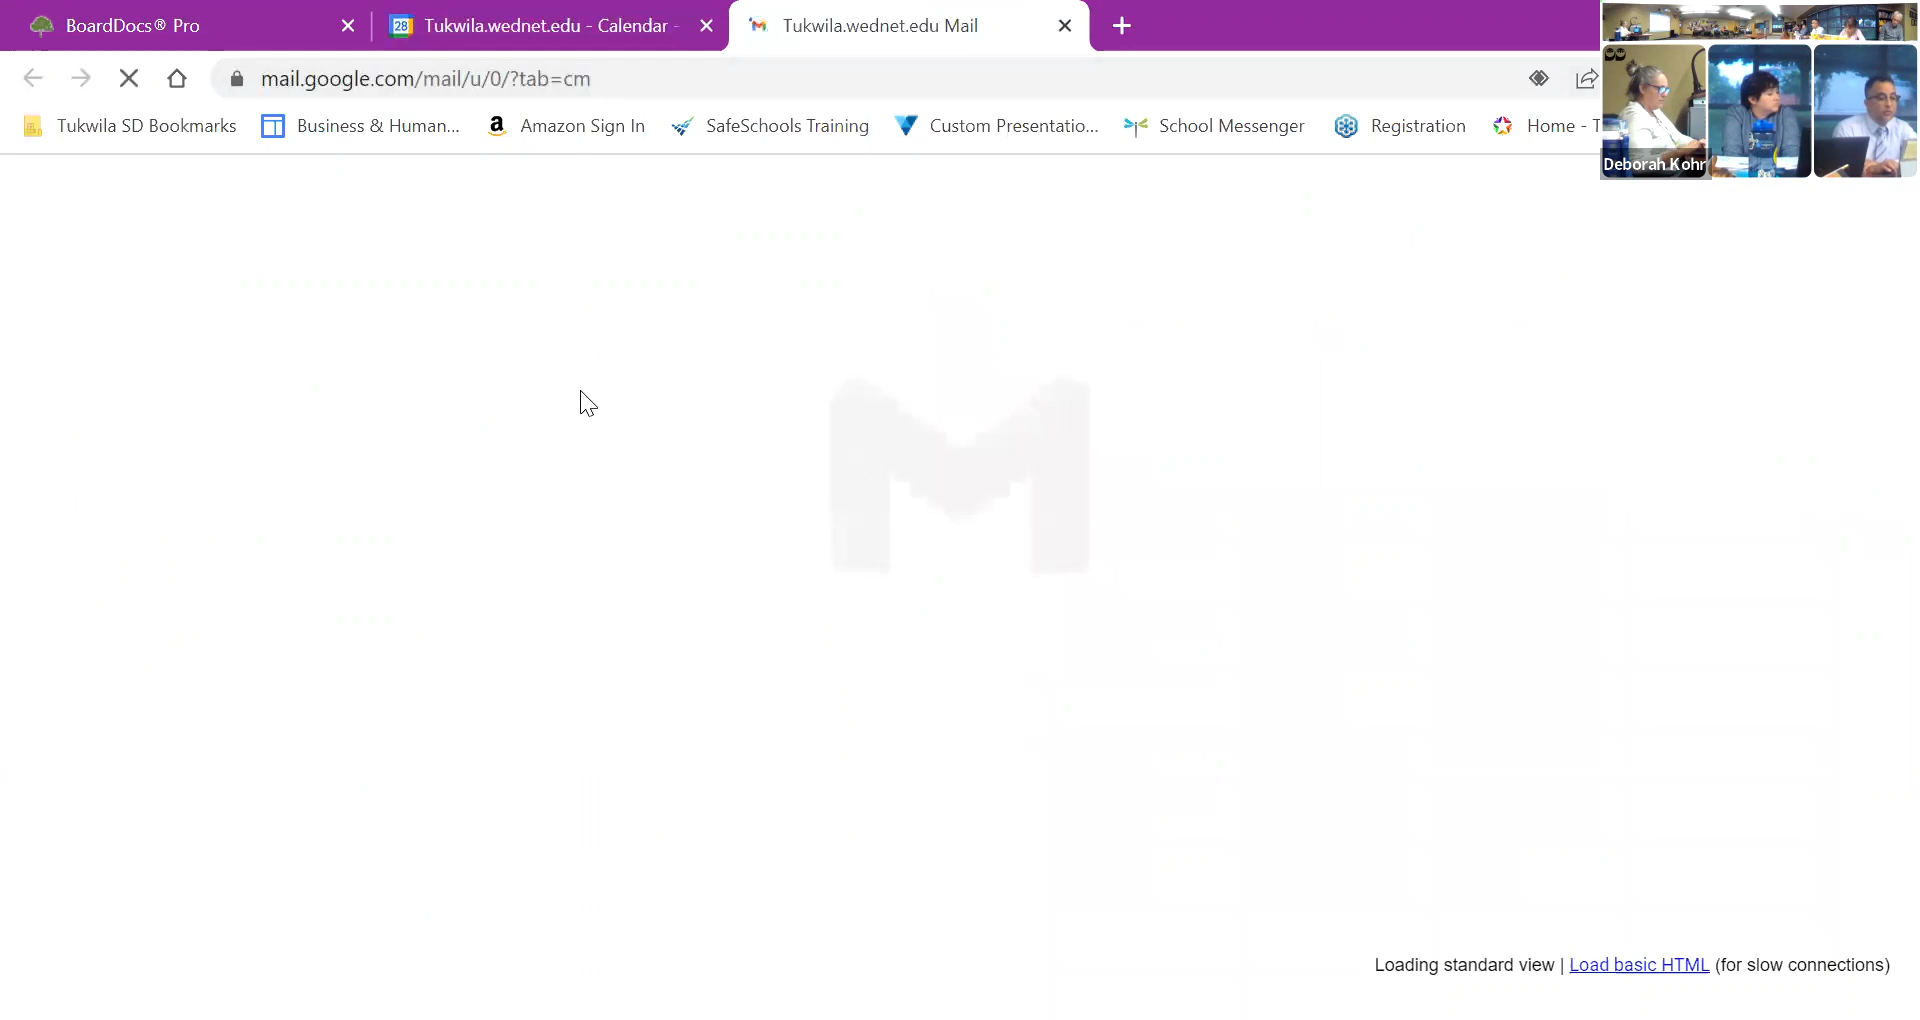 BoardDocs® Pro
Tukwila.wednet.edu - Calendar -
Tukwila.wednet.edu Mail
mail.google.com/mail/u/0/?tab=cm
Tukwila SD Bookmarks
Business & Human...
a
Amazon Sign In
SafeSchools Training
Custom Presentatio...
School Messenger
Registration
Home - T
28
Deborah Kohr
Loading standard view | Load basic HTML (for slow connections)